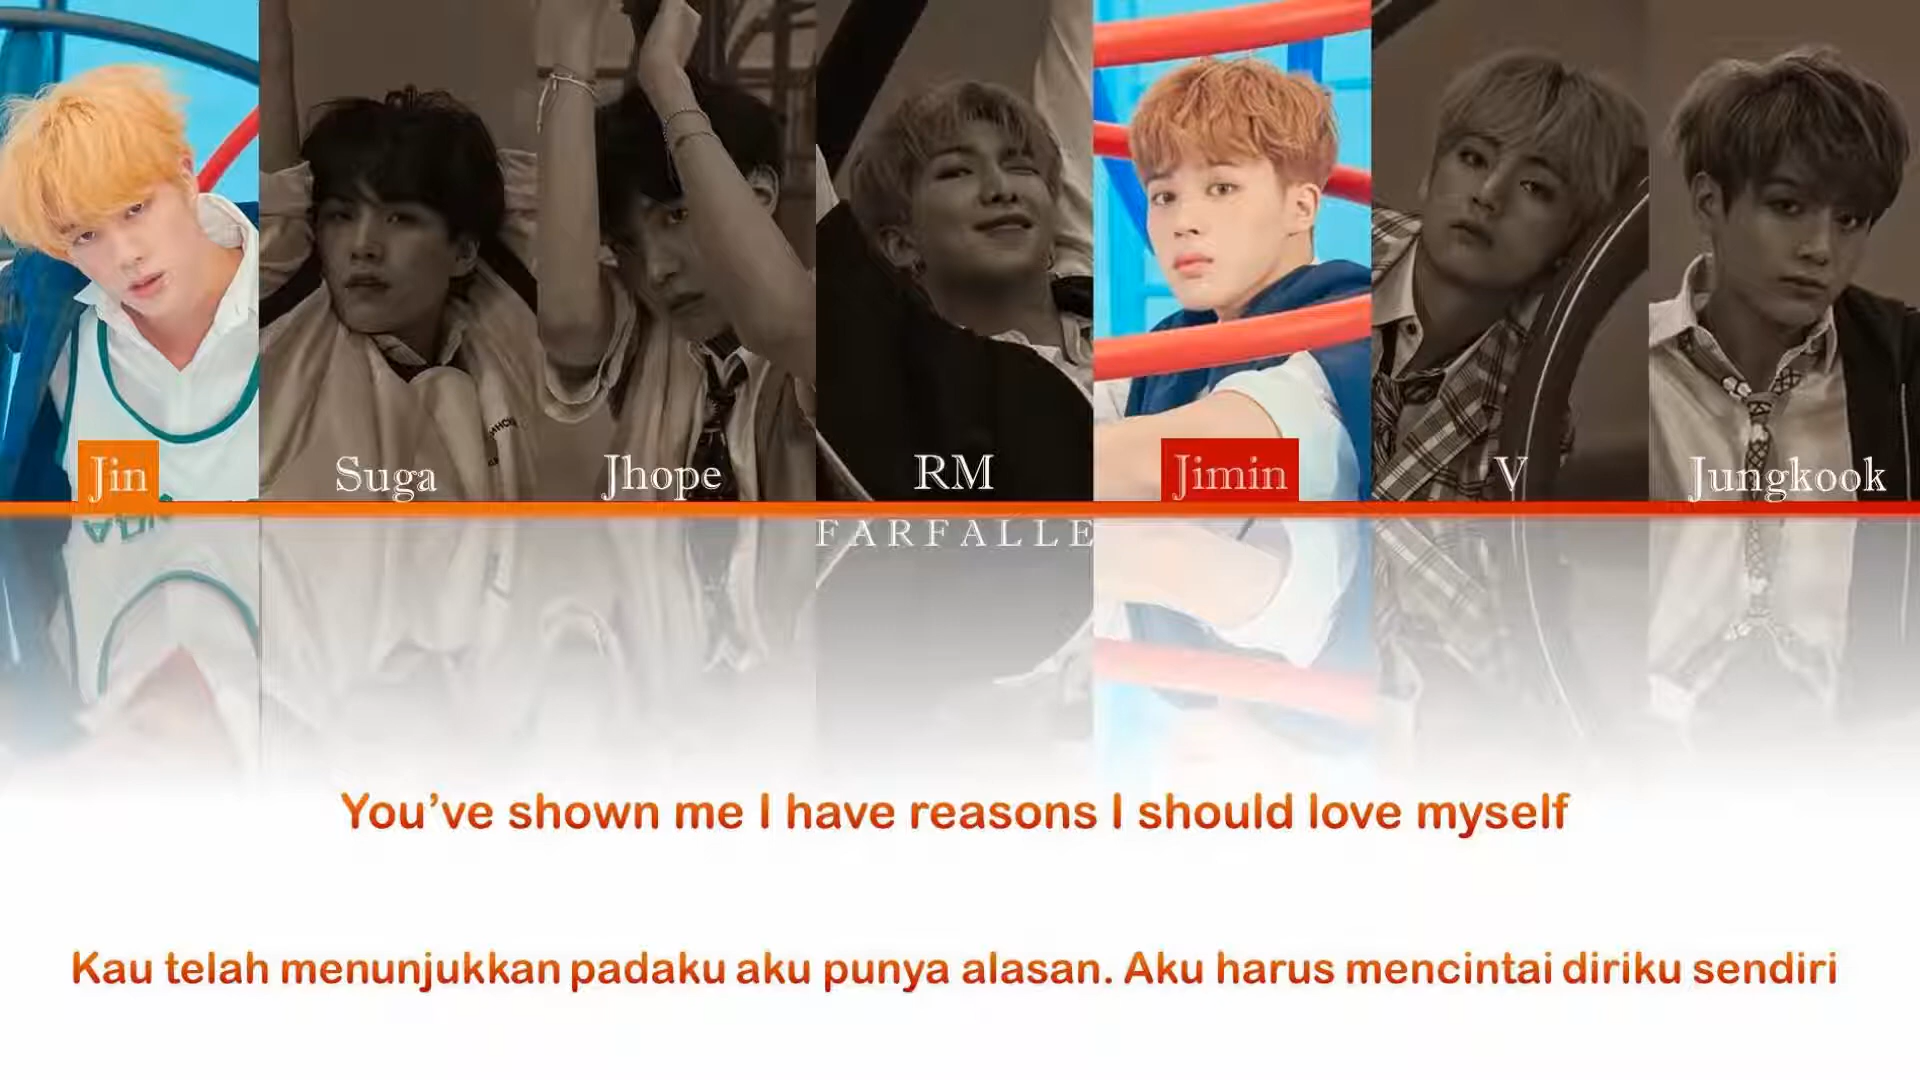 Jin Suga Jhope RM Jimin V Jungkook
FARFALLE
You’ve shown me I have reasons I should love myself
Kau telah menunjukkan padaku aku punya alasan. Aku harus mencintai diriku sendiri